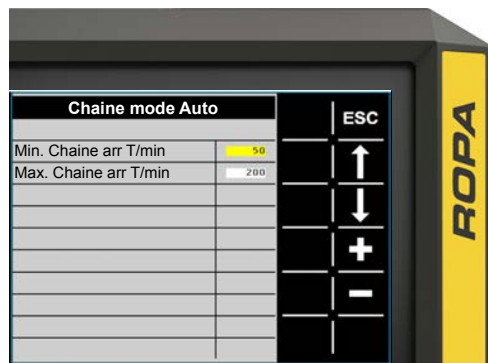 Chaine mode Auto
ESC
Min. Chaine arr T/min 50
Max. Chaine arr T/min 200
+
-
ROPA